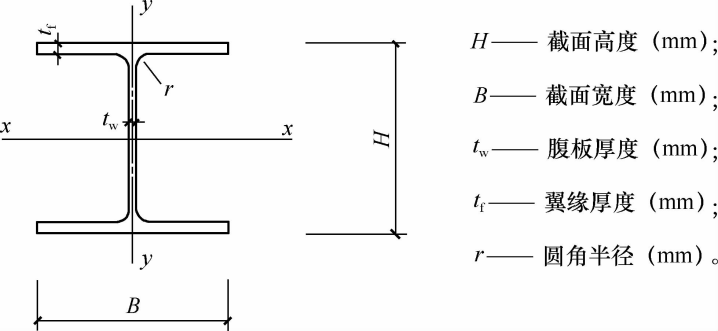 y
t_f
r
x
t_w
x
H
y
B
H—— 截面高度 (mm);
B—— 截面宽度 (mm);
t_w—— 腹板厚度 (mm);
t_f—— 翼缘厚度 (mm);
r—— 圆角半径 (mm)。